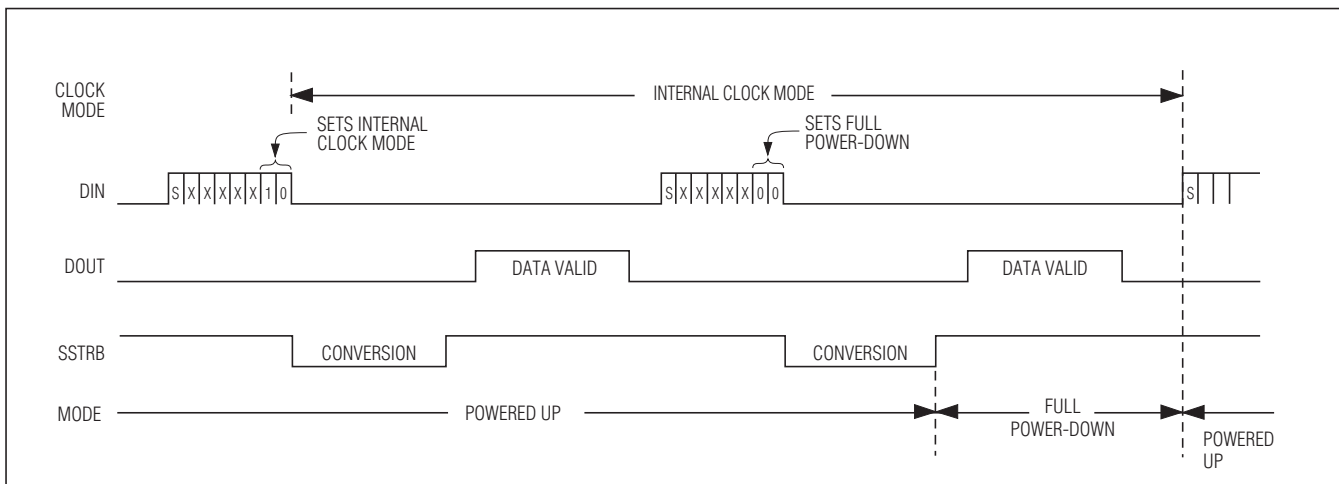 CLOCK
MODE
INTERNAL CLOCK MODE
SETS INTERNAL
CLOCK MODE
SETS FULL
POWER-DOWN
DIN
S X X X X X 1 0
S X X X X X 0 0
S
DOUT
DATA VALID
DATA VALID
SSTRB
CONVERSION
CONVERSION
MODE
POWERED UP
FULL
POWER-DOWN
POWERED
UP